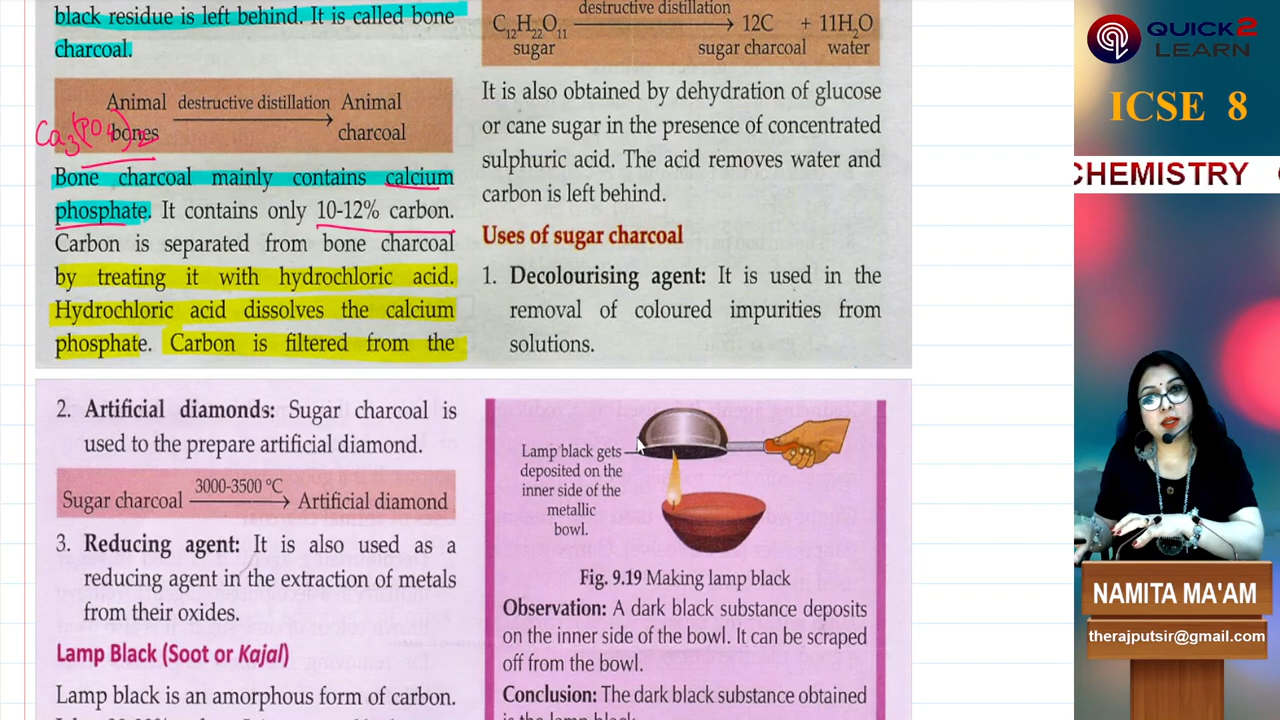 black residue is left behind. It is called bone
charcoal.
Animal destructive distillation Animal
bones charcoal
Ca3(PO4)2
Bone charcoal mainly contains calcium
phosphate. It contains only 10-12% carbon.
Carbon is separated from bone charcoal
by treating it with hydrochloric acid.
Hydrochloric acid dissolves the calcium
phosphate. Carbon is filtered from the
destructive distillation
C12H22O11 → 12C + 11H2O
sugar sugar charcoal water
It is also obtained by dehydration of glucose
or cane sugar in the presence of concentrated
sulphuric acid. The acid removes water and
carbon is left behind.
Uses of sugar charcoal
1. Decolourising agent: It is used in the
removal of coloured impurities from
solutions.
2. Artificial diamonds: Sugar charcoal is
used to the prepare artificial diamond.
3000-3500 °C
Sugar charcoal → Artificial diamond
3. Reducing agent: It is also used as a
reducing agent in the extraction of metals
from their oxides.
Lamp Black (Soot or Kajal)
Lamp black is an amorphous form of carbon.
Lamp black gets
deposited on the
inner side of the
metallic
bowl.
Fig. 9.19 Making lamp black
Observation: A dark black substance deposits
on the inner side of the bowl. It can be scraped
off from the bowl.
Conclusion: The dark black substance obtained
is the lamp black
QUICK2
LEARN
ICSE 8
CHEMISTRY
NAMITA MA'AM
therajputsir@gmail.com